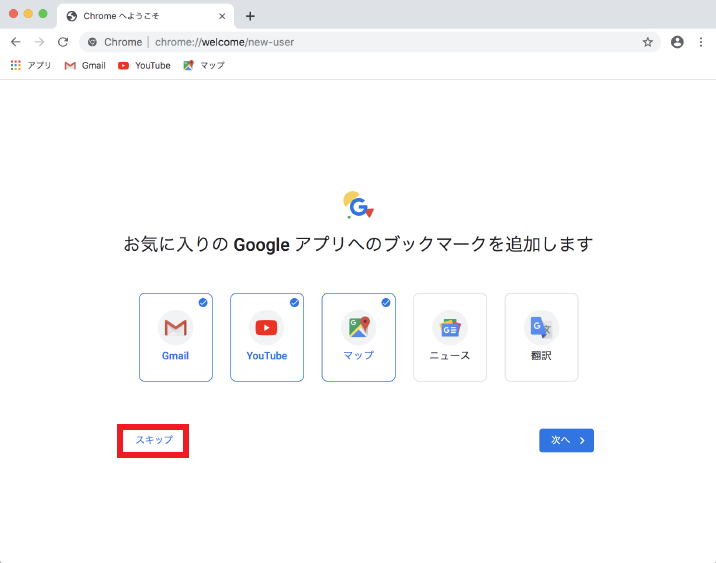 Chrome へようこそ
Chrome | chrome://welcome/new-user
アプリ Gmail YouTube マップ
お気に入りの Google アプリへのブックマークを追加します
Gmail YouTube マップ ニュース 翻訳
スキップ 次へ